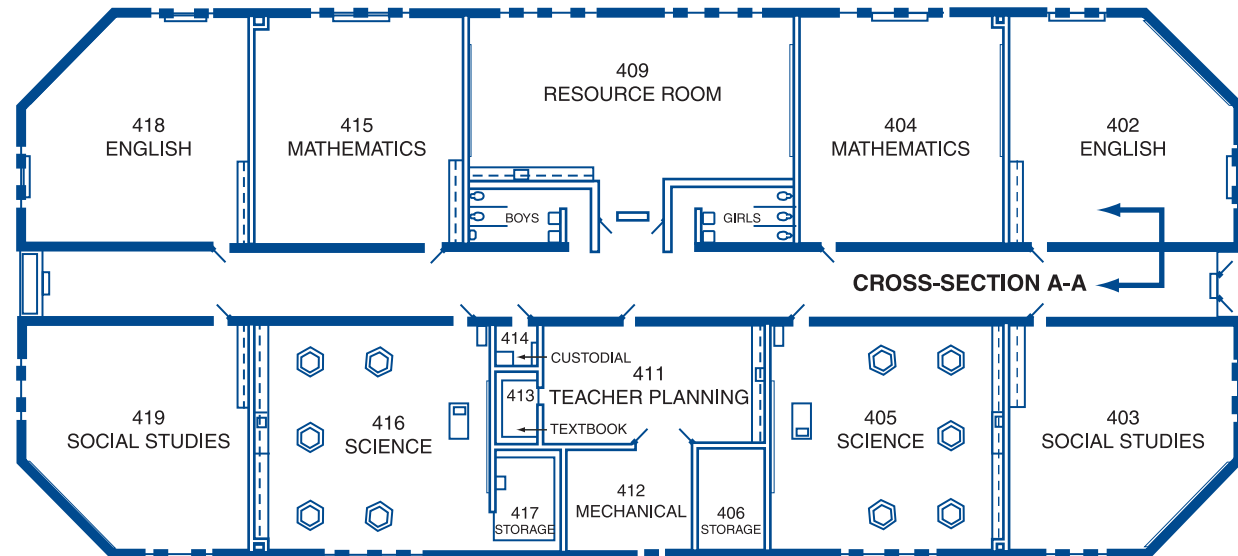 418
ENGLISH
415
MATHEMATICS
409
RESOURCE ROOM
404
MATHEMATICS
402
ENGLISH
BOYS
GIRLS
CROSS-SECTION A-A
419
SOCIAL STUDIES
416
SCIENCE
414
CUSTODIAL
413
TEXTBOOK
411
TEACHER PLANNING
417
STORAGE
412
MECHANICAL
406
STORAGE
405
SCIENCE
403
SOCIAL STUDIES